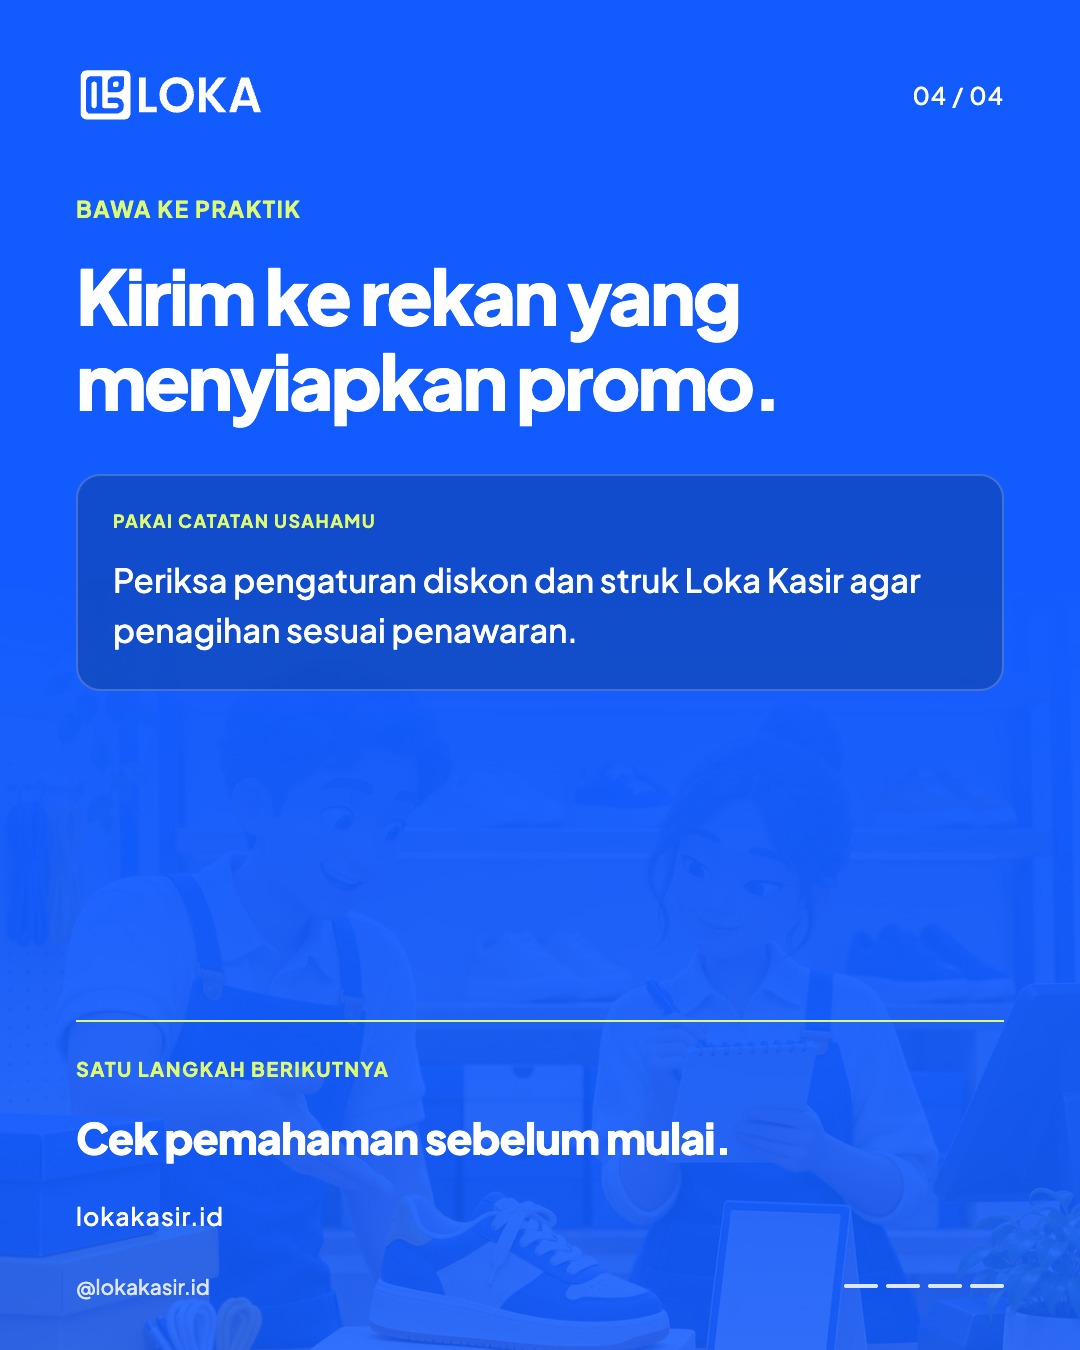 LOKA
04 / 04
BAWA KE PRAKTIK
Kirim ke rekan yang
menyiapkan promo.
PAKAI CATATAN USAHAMU
Periksa pengaturan diskon dan struk Loka Kasir agar
penagihan sesuai penawaran.
SATU LANGKAH BERIKUTNYA
Cek pemahaman sebelum mulai.
lokakasir.id
@lokakasir.id